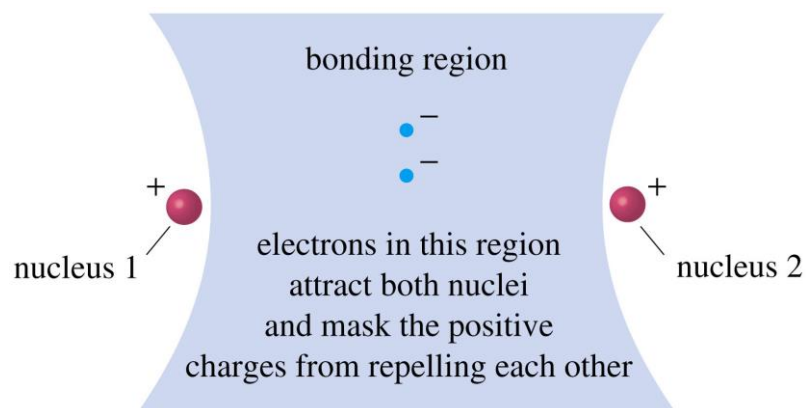 bonding region
−
−
+
+
nucleus 1
nucleus 2
electrons in this region
attract both nuclei
and mask the positive
charges from repelling each other